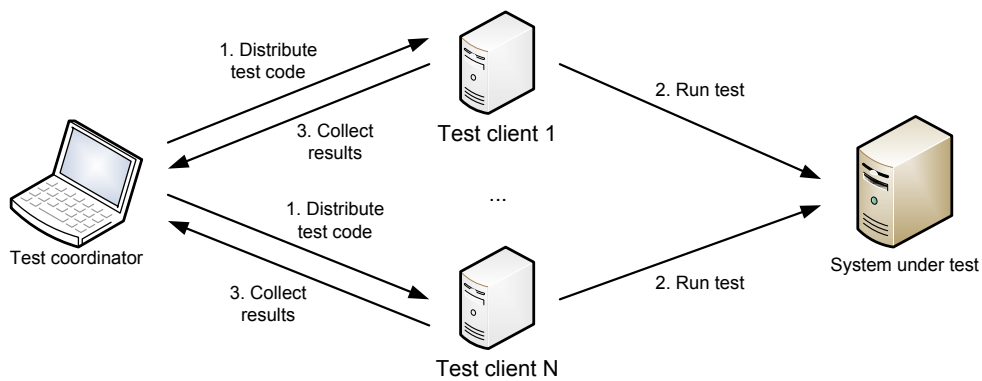 1. Distribute
test code
2. Run test
3. Collect
results
Test client 1
...
1. Distribute
test code
Test coordinator
System under test
3. Collect
results
2. Run test
Test client N